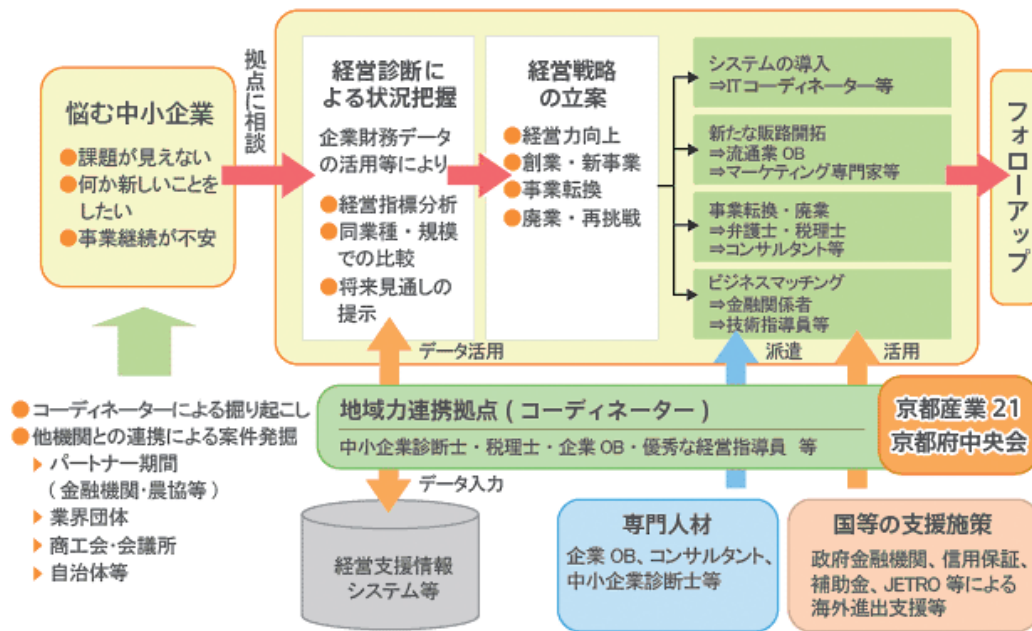 悩む中小企業
●課題が見えない
●何か新しいことを
したい
●事業継続が不安
拠点に相談
経営診断に
よる状況把握
企業財務データ
の活用等により
●経営指標分析
●同業種・規模
での比較
●将来見通しの
提示
経営戦略
の立案
●経営力向上
●創業・新事業
●事業転換
●廃業・再挑戦
システムの導入
⇒ITコーディネーター等
新たな販路開拓
⇒流通業OB
⇒マーケティング専門家等
事業転換・廃業
⇒弁護士・税理士
⇒コンサルタント等
ビジネスマッチング
⇒金融関係者
⇒技術指導員等
フォローアップ
データ活用
派遣
活用
●コーディネーターによる掘り起こし
●他機関との連携による案件発掘
パートナー期間
(金融機関・農協等)
業界団体
商工会・会議所
自治体等
地域力連携拠点(コーディネーター)
中小企業診断士・税理士・企業OB・優秀な経営指導員 等
京都産業21
京都府中央会
データ入力
経営支援情報
システム等
専門人材
企業OB、コンサルタント、
中小企業診断士等
国等の支援施策
政府金融機関、信用保証、
補助金、JETRO等による
海外進出支援等